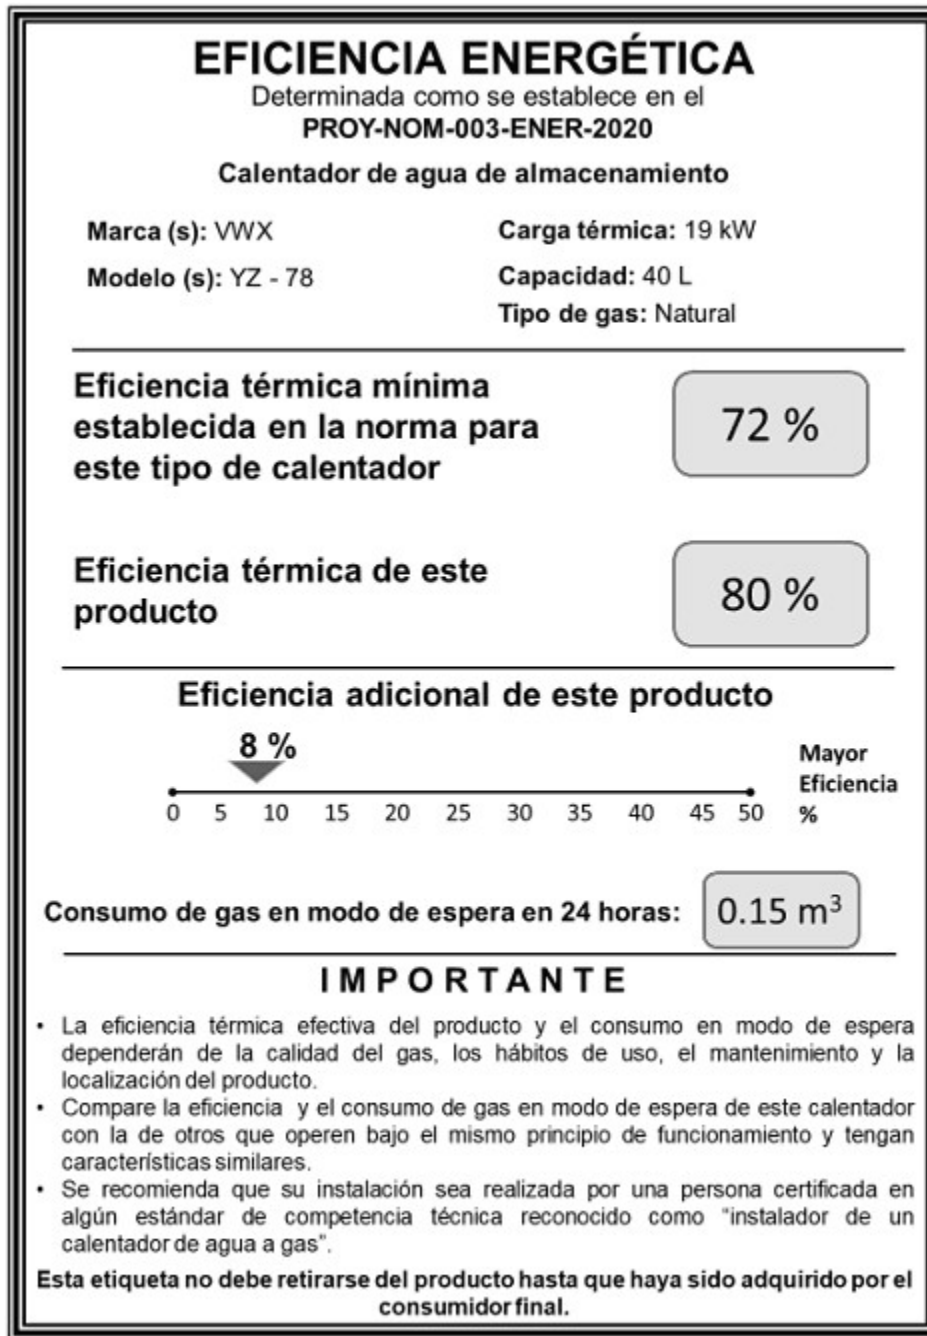 EFICIENCIA ENERGÉTICA
Determinada como se establece en el
PROY-NOM-003-ENER-2020
Calentador de agua de almacenamiento
Marca (s): VWX
Carga térmica: 19 kW
Modelo (s): YZ - 78
Capacidad: 40 L
Tipo de gas: Natural
Eficiencia térmica mínima
establecida en la norma para
este tipo de calentador
72 %
Eficiencia térmica de este
producto
80 %
Eficiencia adicional de este producto
8 %
Mayor
Eficiencia
%
0 5 10 15 20 25 30 35 40 45 50
Consumo de gas en modo de espera en 24 horas: 0.15 m³
IMPORTANTE
• La eficiencia térmica efectiva del producto y el consumo en modo de espera
dependerán de la calidad del gas, los hábitos de uso, el mantenimiento y la
localización del producto.
• Compare la eficiencia y el consumo de gas en modo de espera de este calentador
con la de otros que operen bajo el mismo principio de funcionamiento y tengan
características similares.
• Se recomienda que su instalación sea realizada por una persona certificada en
algún estándar de competencia técnica reconocido como “instalador de un
calentador de agua a gas”.
Esta etiqueta no debe retirarse del producto hasta que haya sido adquirido por el
consumidor final.